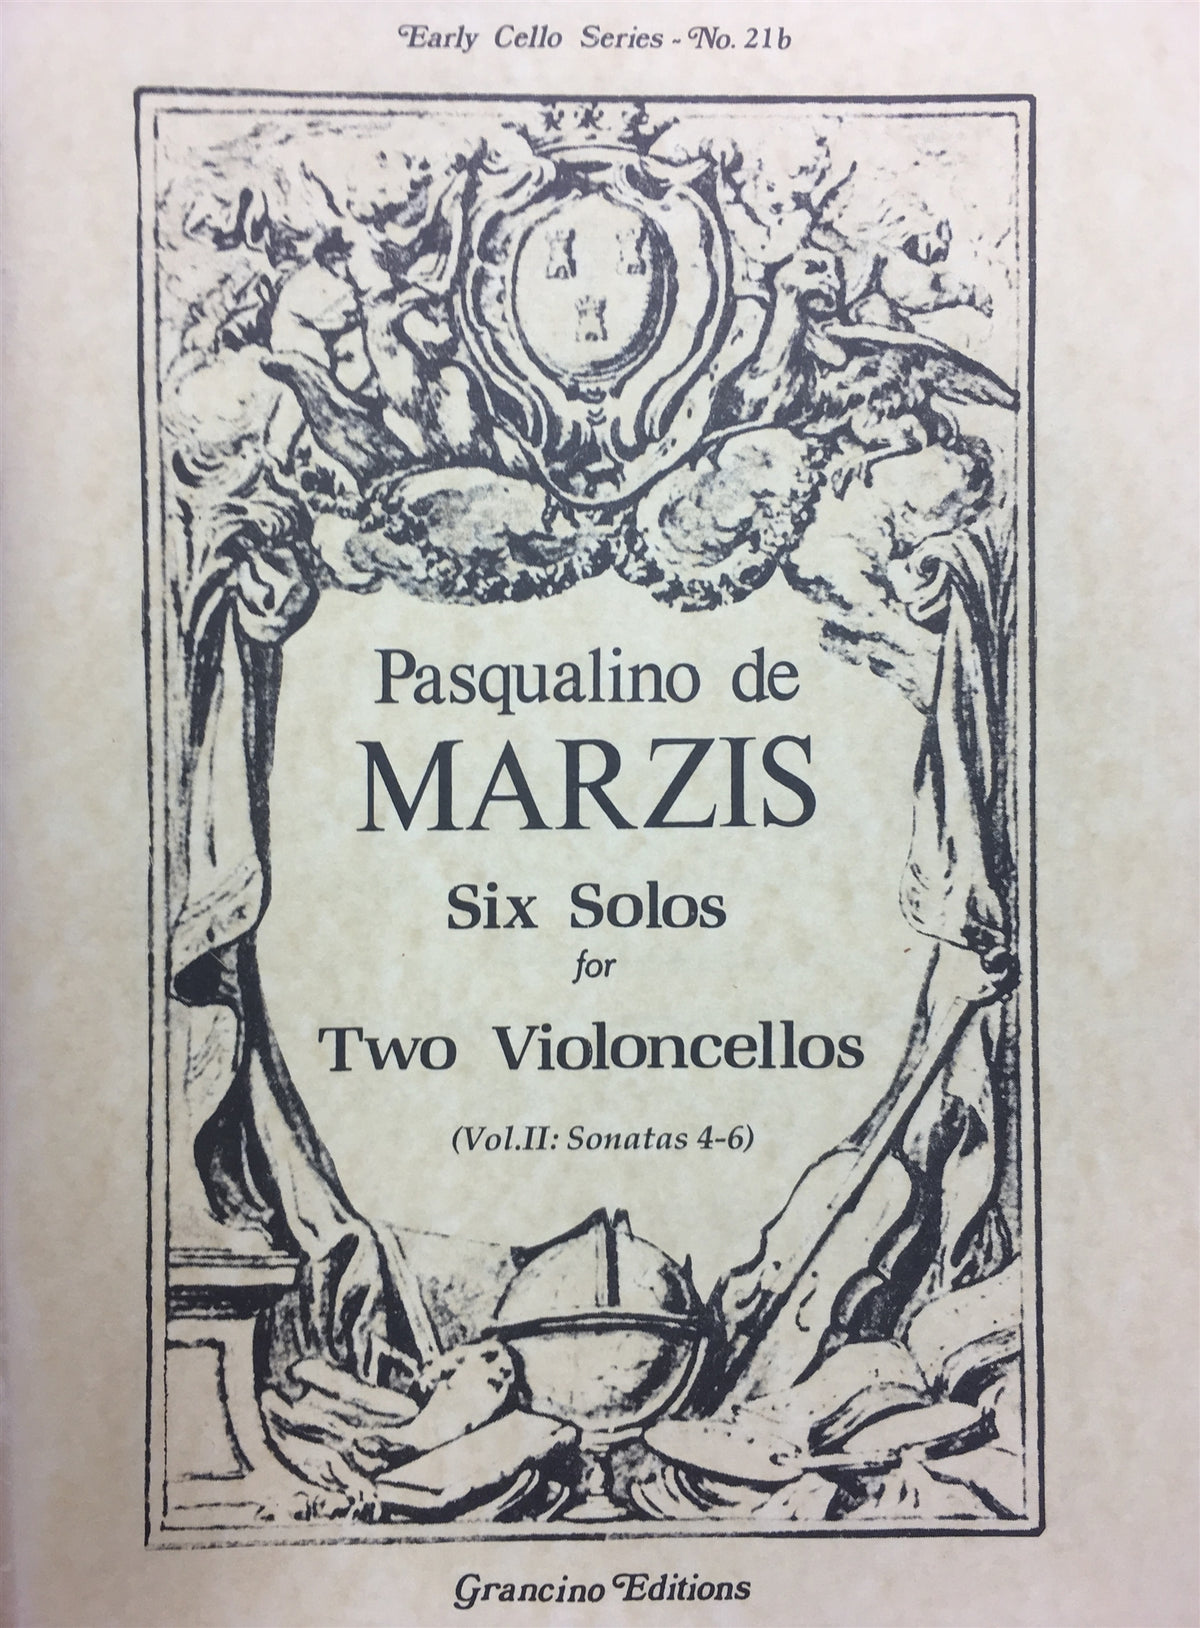 Early Cello Series - No. 21b
Pasqualino de
MARZIS
Six Solos
for
Two Violoncellos
(Vol.II: Sonatas 4-6)
Grancino Editions